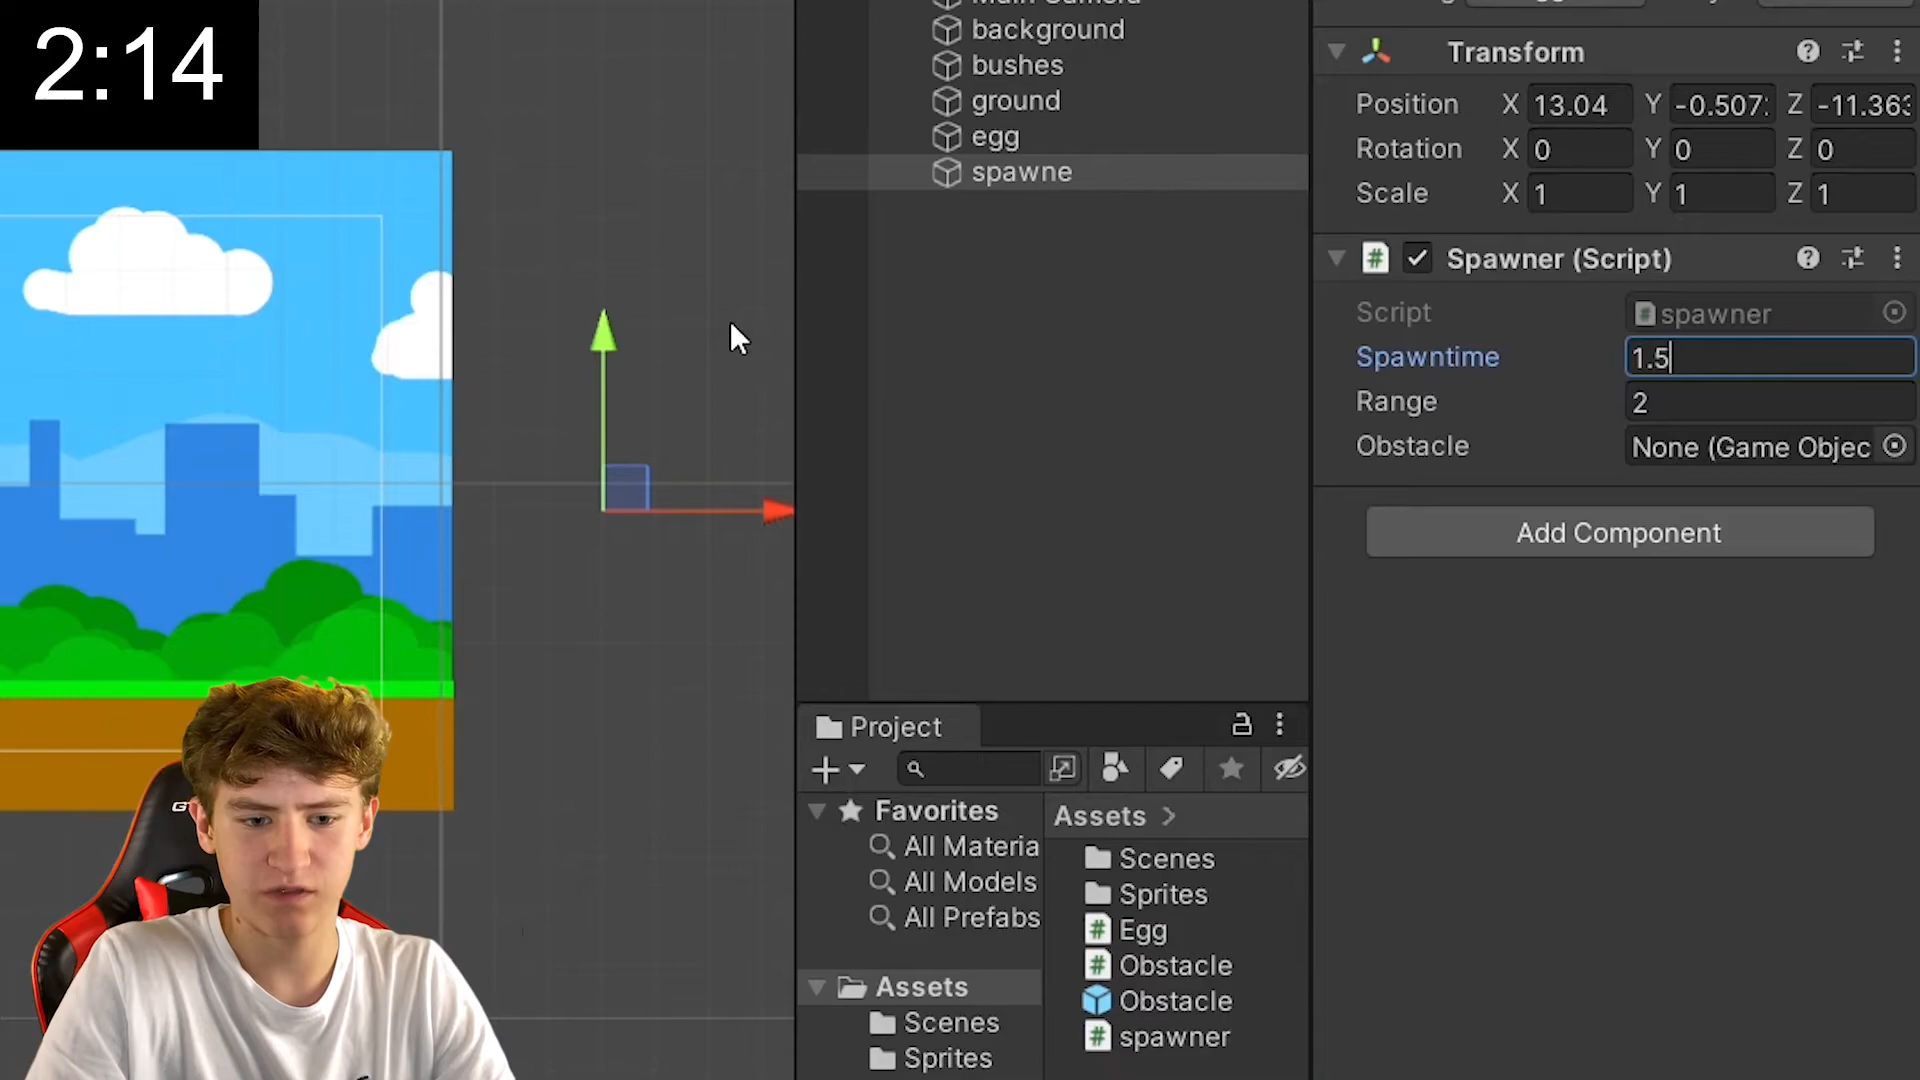 2:14
Main Camera
background
bushes
ground
egg
spawne
Transform
Position X 13.04 Y -0.507 Z -11.363
Rotation X 0 Y 0 Z 0
Scale X 1 Y 1 Z 1
# Spawner (Script)
Script # spawner
Spawntime 1.5
Range 2
Obstacle None (Game Objec
Add Component
Project
Favorites
All Materia
All Models
All Prefabs
Assets
Scenes
Sprites
Assets >
Scenes
Sprites
# Egg
# Obstacle
Obstacle
# spawner